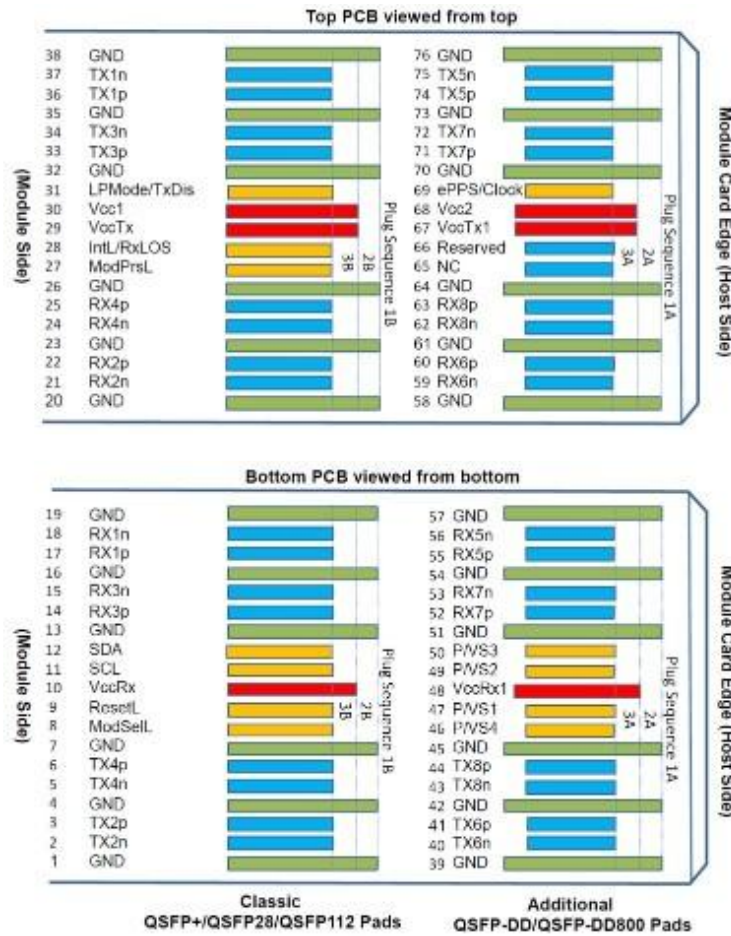 Top PCB viewed from top
38 GND 76 GND
37 TX1n 75 TX5n
36 TX1p 74 TX5p
35 GND 73 GND
34 TX3n 72 TX7n
33 TX3p 71 TX7p
32 GND 70 GND
31 LPMode/TxDis 69 ePPS/Clock
30 Vcc1 68 Vcc2
29 VccTx 67 VccTx1
28 IntL/RxLOS 66 Reserved
27 ModPrsL 65 NC
26 GND 64 GND
25 RX4p 63 RX8p
24 RX4n 62 RX8n
23 GND 61 GND
22 RX2p 60 RX6p
21 RX2n 59 RX6n
20 GND 58 GND
(Module Side)
3B
2B
Plug Sequence 1B
3A
2A
Plug Sequence 1A
Module Card Edge (Host Side)
Bottom PCB viewed from bottom
19 GND 57 GND
18 RX1n 56 RX5n
17 RX1p 55 RX5p
16 GND 54 GND
15 RX3n 53 RX7n
14 RX3p 52 RX7p
13 GND 51 GND
12 SDA 50 P/VS3
11 SCL 49 P/VS2
10 VccRx 48 VccRx1
9 ResetL 47 P/VS1
8 ModSelL 46 P/VS4
7 GND 45 GND
6 TX4p 44 TX8p
5 TX4n 43 TX8n
4 GND 42 GND
3 TX2p 41 TX6p
2 TX2n 40 TX6n
1 GND 39 GND
(Module Side)
3B
2B
Plug Sequence 1B
3A
2A
Plug Sequence 1A
Module Card Edge (Host Side)
Classic
QSFP+/QSFP28/QSFP112 Pads
Additional
QSFP-DD/QSFP-DD800 Pads